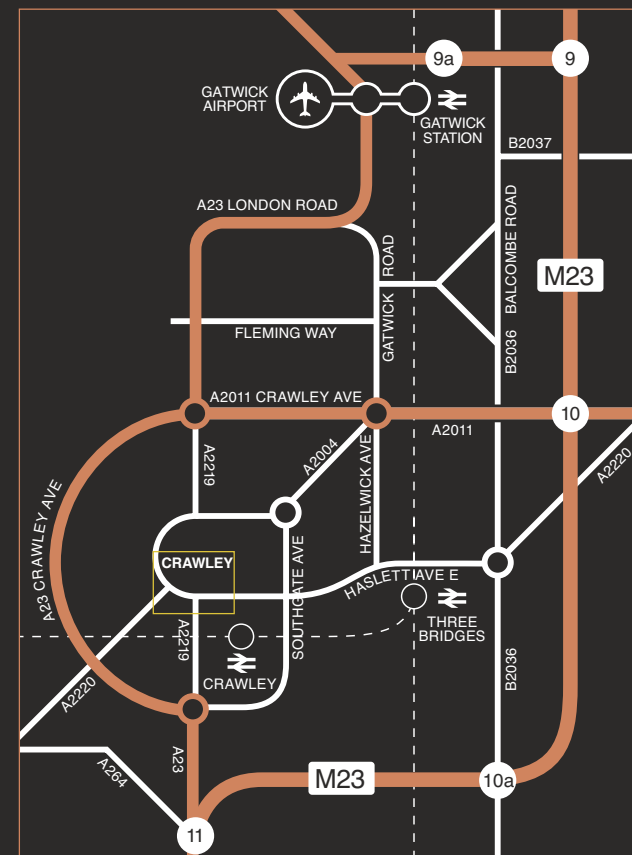 9a
9
GATWICK
AIRPORT
GATWICK
STATION
B2037
A23 LONDON ROAD
GATWICK ROAD
BALCOMBE ROAD
M23
FLEMING WAY
B2036
A2011 CRAWLEY AVE
10
A2011
A2219
A2004
HAZELWICK AVE
A2220
A23 CRAWLEY AVE
CRAWLEY
SOUTHGATE AVE
HASLETT AVE E
THREE
BRIDGES
A2219
CRAWLEY
A2220
B2036
A23
A264
M23
10a
11